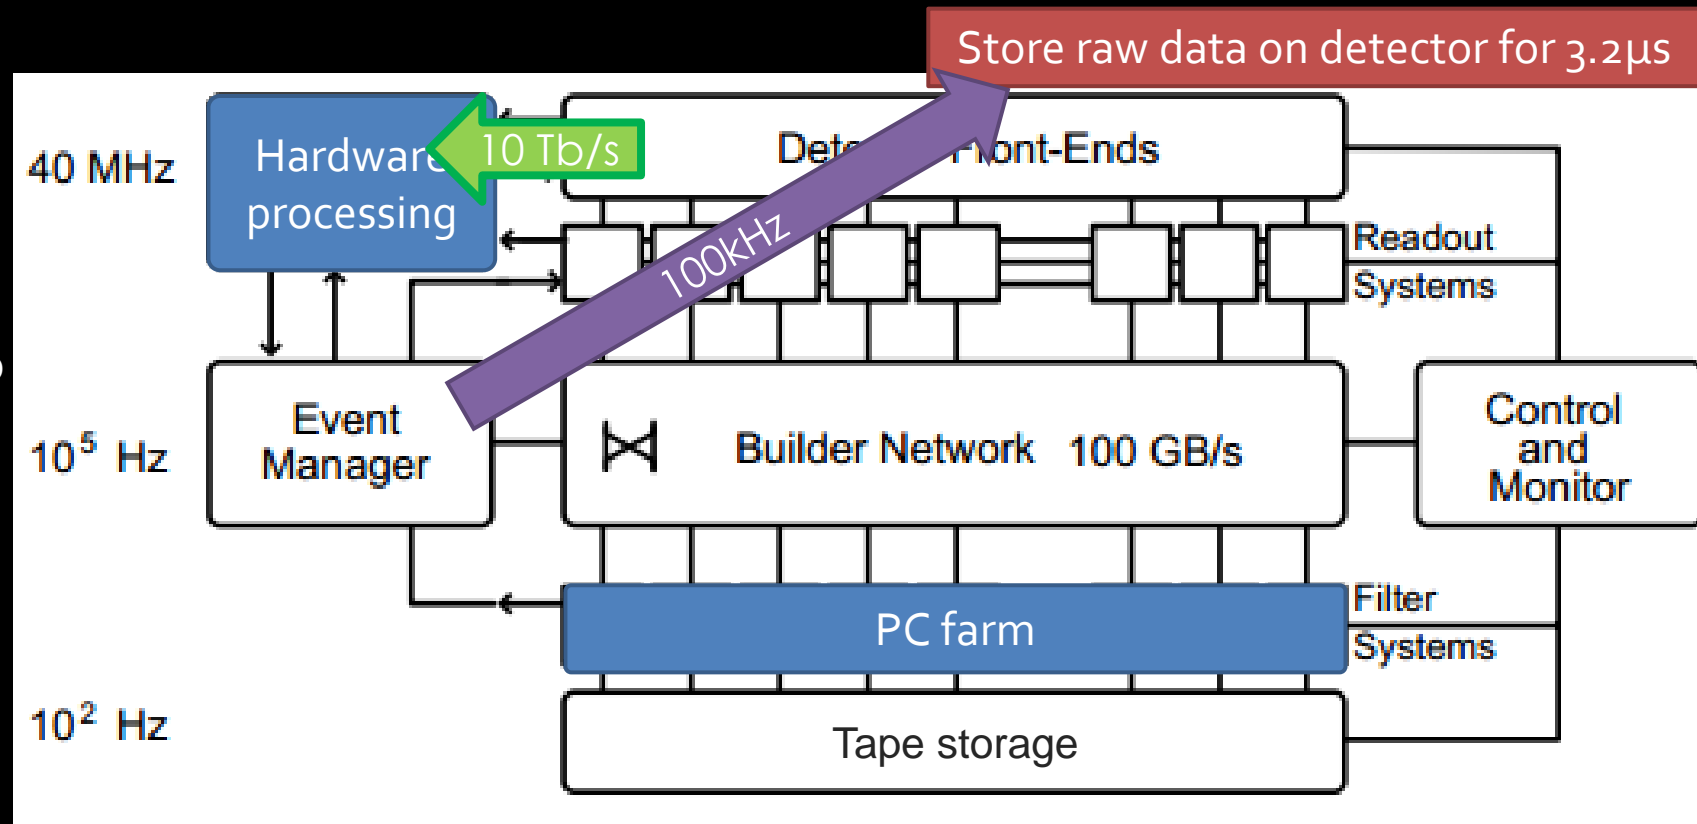 Store raw data on detector for 3.2µs
40 MHz
Hardware
processing
10 Tb/s
Front-Ends
100kHz
Readout
Systems
10⁵ Hz
Event
Manager
Builder Network 100 GB/s
Control
and
Monitor
PC farm
Filter
Systems
10² Hz
Tape storage